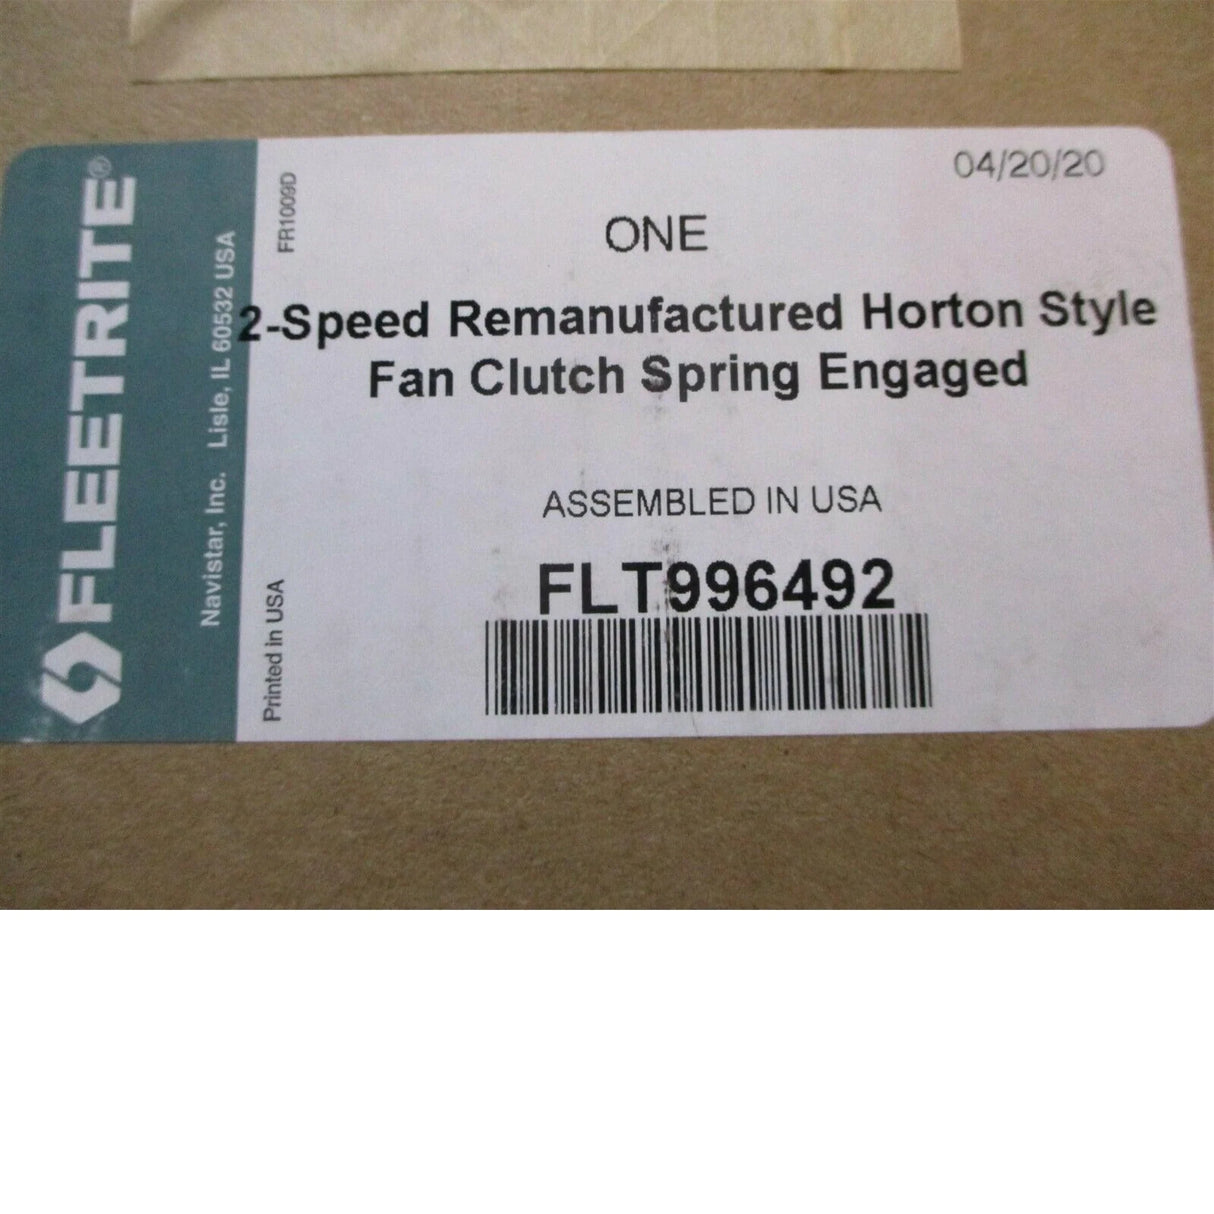 FLEETRITE®
Navistar, Inc. Lisle, IL 60532 USA
Printed in USA
FR1009D
04/20/20
ONE
2-Speed Remanufactured Horton Style
Fan Clutch Spring Engaged
ASSEMBLED IN USA
FLT996492